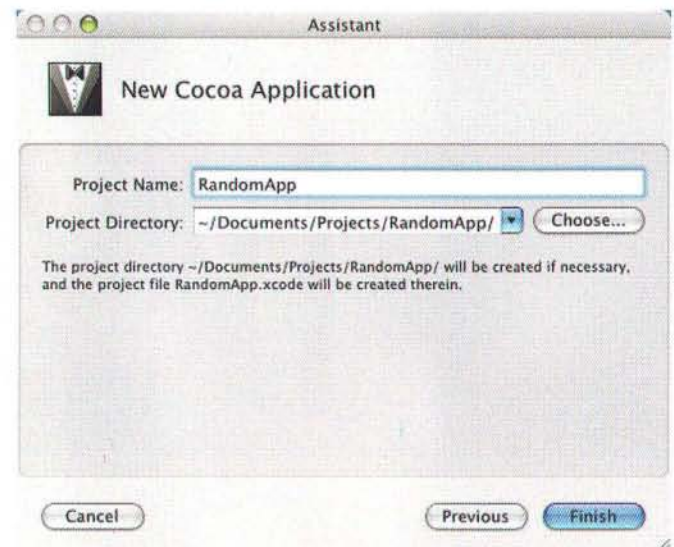 Assistant
New Cocoa Application
Project Name: RandomApp
Project Directory: ~/Documents/Projects/RandomApp/ Choose...
The project directory ~/Documents/Projects/RandomApp/ will be created if necessary,
and the project file RandomApp.xcode will be created therein.
Cancel Previous Finish